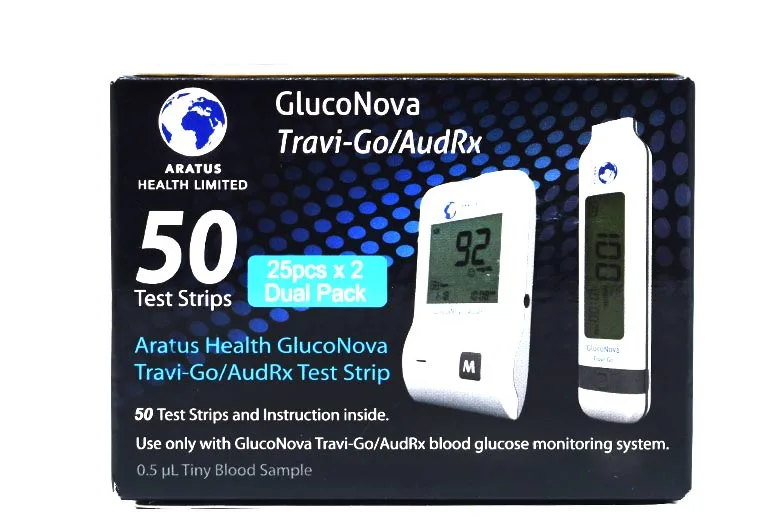 GlucoNova
Travi-Go/AudRx
ARATUS
HEALTH LIMITED
50
Test Strips
25pcs x 2
Dual Pack
92
M
001
GlucoNova
Travi-Go
Aratus Health GlucoNova
Travi-Go/AudRx Test Strip
50 Test Strips and Instruction inside.
Use only with GlucoNova Travi-Go/AudRx blood glucose monitoring system.
0.5 µL Tiny Blood Sample